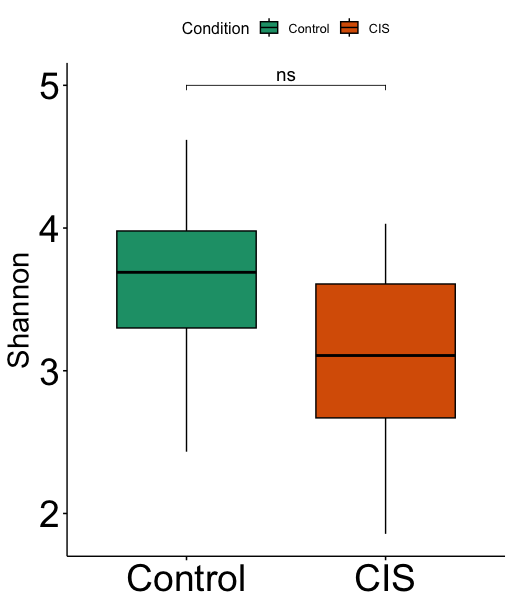 Condition Control CIS
ns
5
4
3
2
Shannon
Control CIS